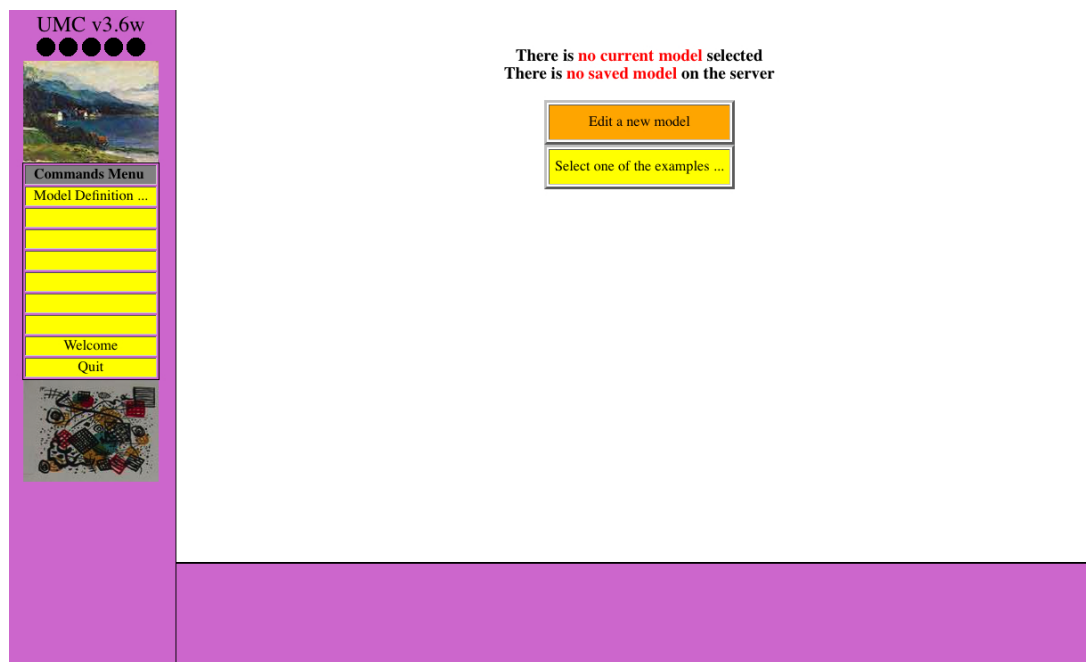 UMC v3.6w
Commands Menu
Model Definition ...
Welcome
Quit
There is no current model selected
There is no saved model on the server
Edit a new model
Select one of the examples ...